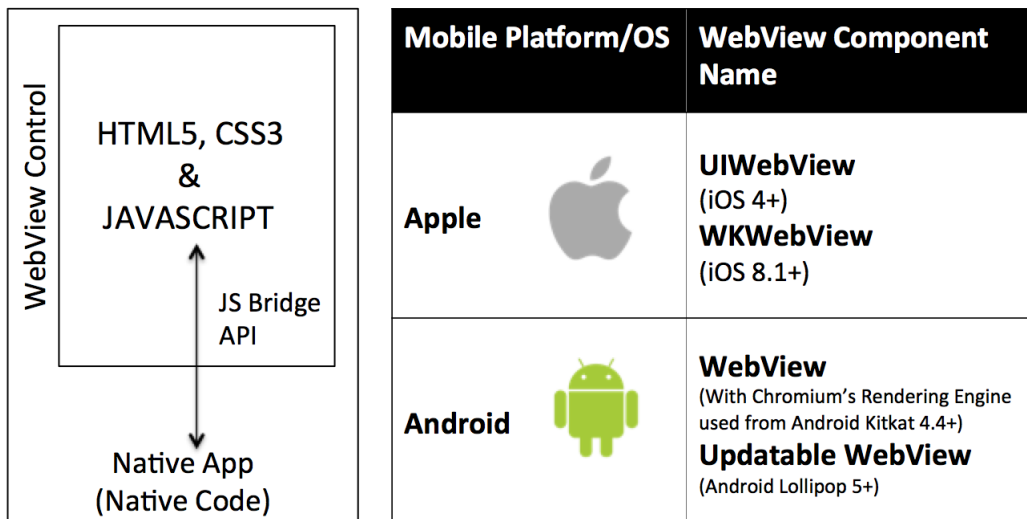 WebView Control
HTML5, CSS3
&
JAVASCRIPT
JS Bridge
API
Native App
(Native Code)
Mobile Platform/OS
WebView Component
Name
Apple
UIWebView
(iOS 4+)
WKWebView
(iOS 8.1+)
Android
WebView
(With Chromium’s Rendering Engine
used from Android Kitkat 4.4+)
Updatable WebView
(Android Lollipop 5+)